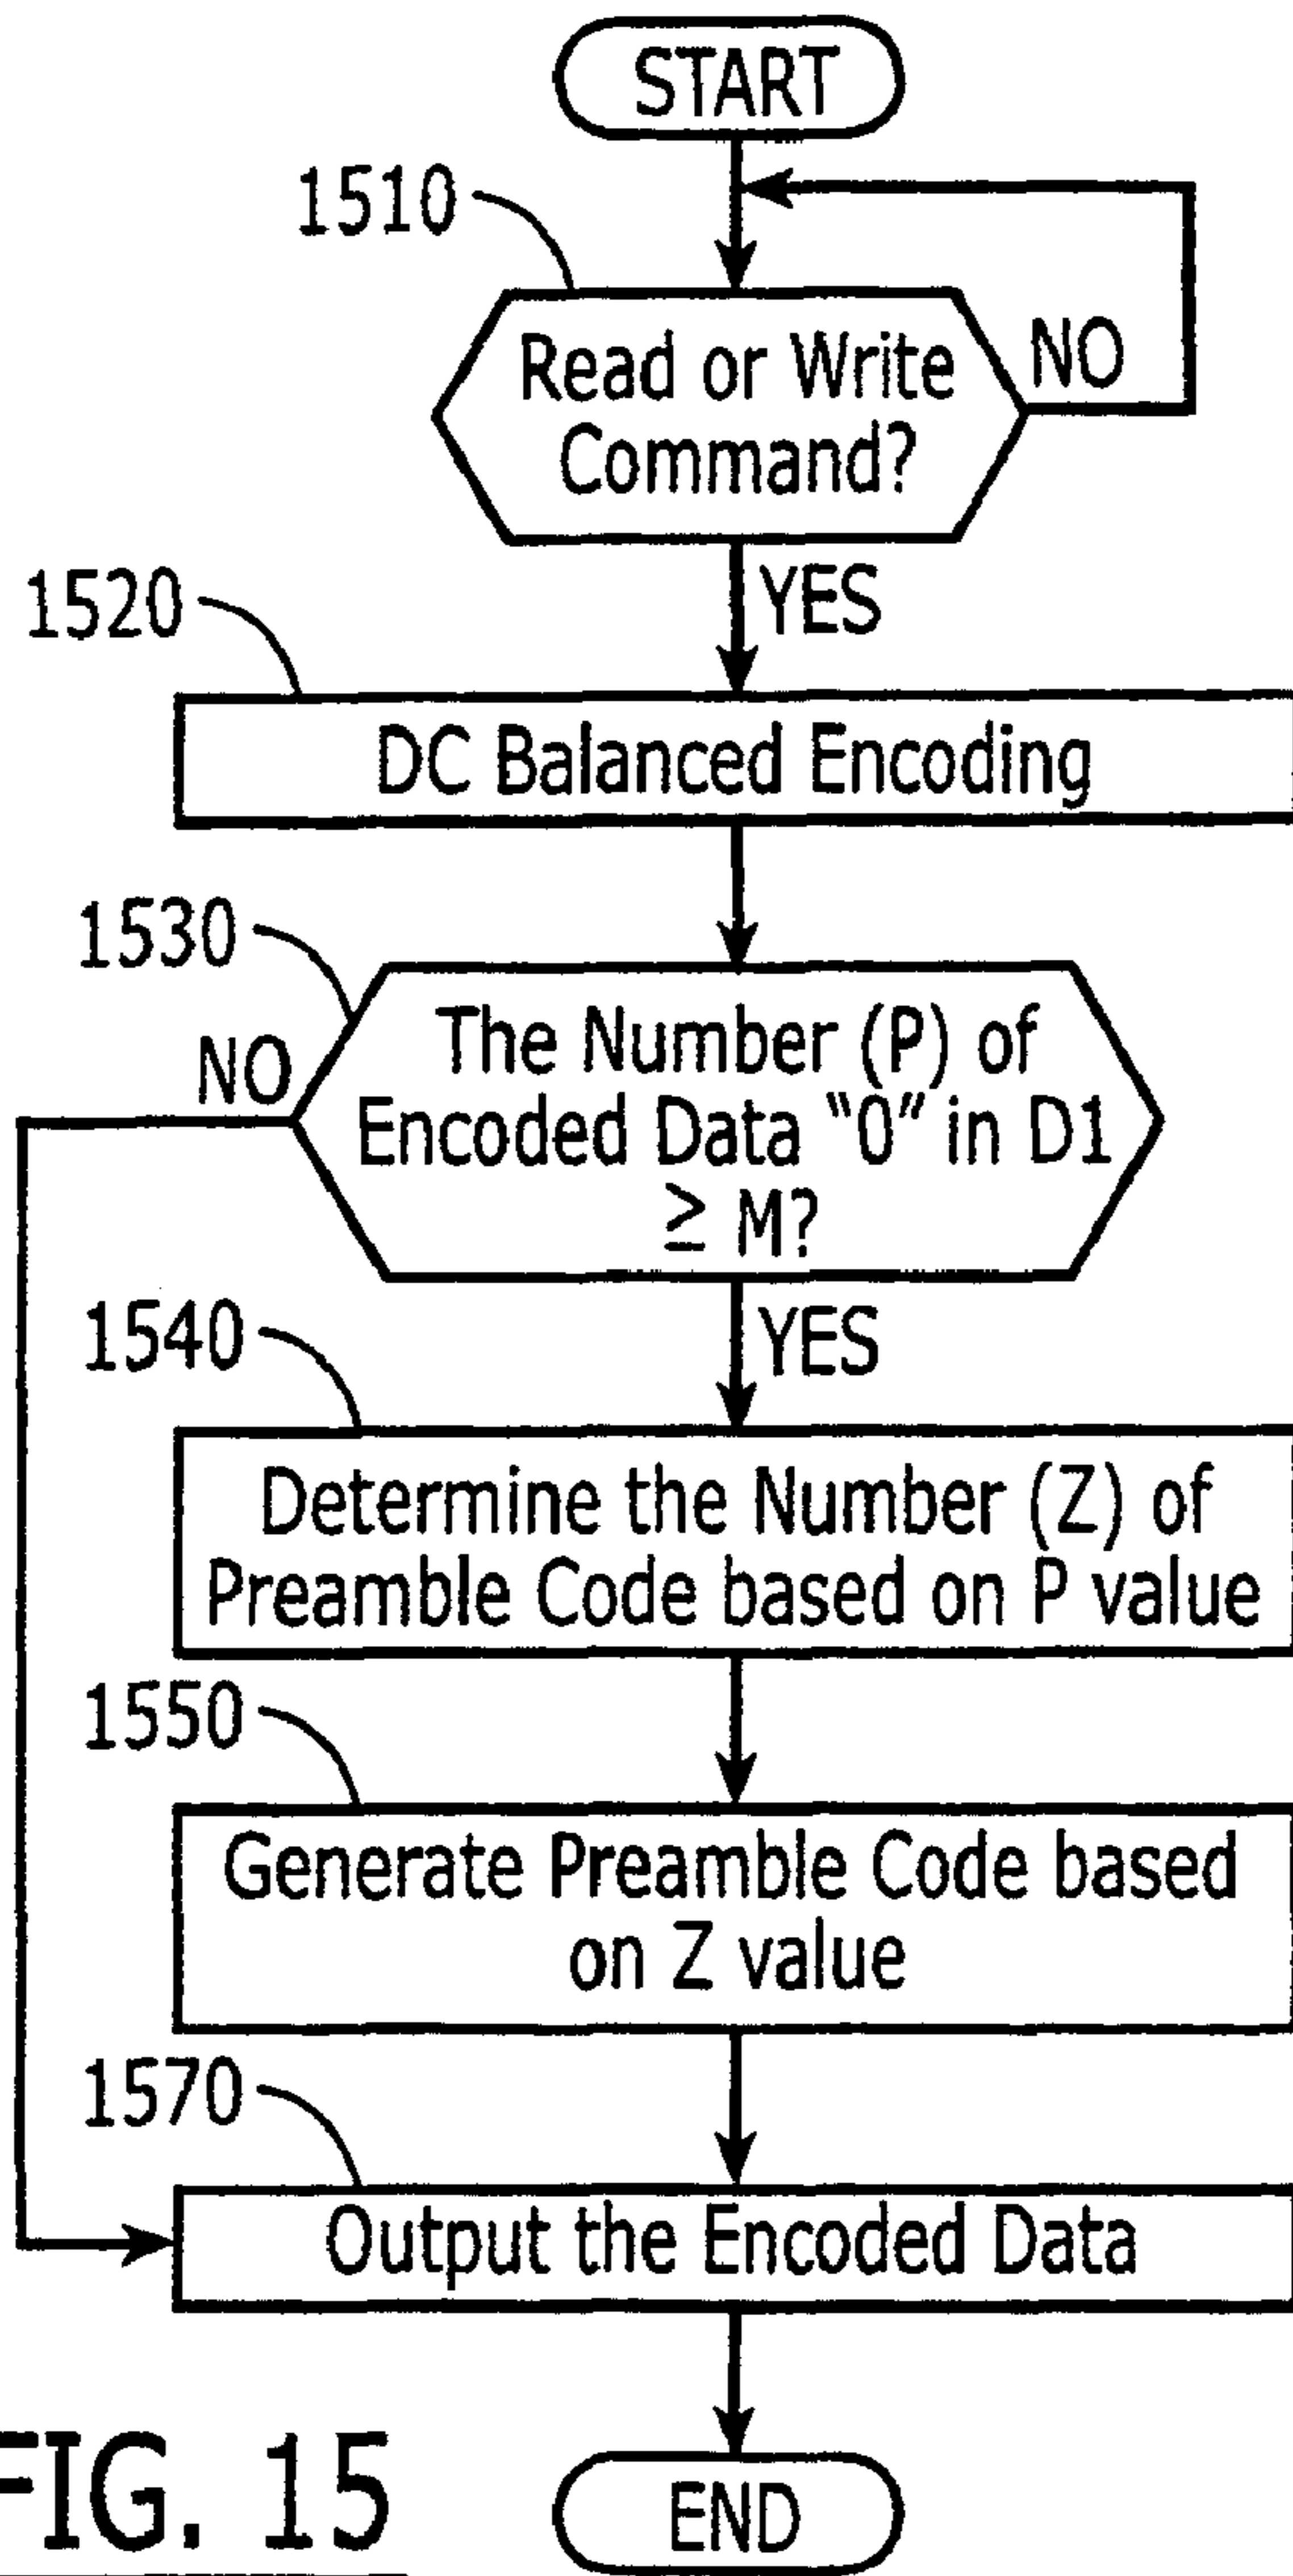 START
1510
Read or Write
Command?
NO
YES
1520
DC Balanced Encoding
1530
NO
The Number (P) of
Encoded Data “0” in D1
≥ M?
YES
1540
Determine the Number (Z) of
Preamble Code based on P value
1550
Generate Preamble Code based
on Z value
1570
Output the Encoded Data
END
FIG. 15